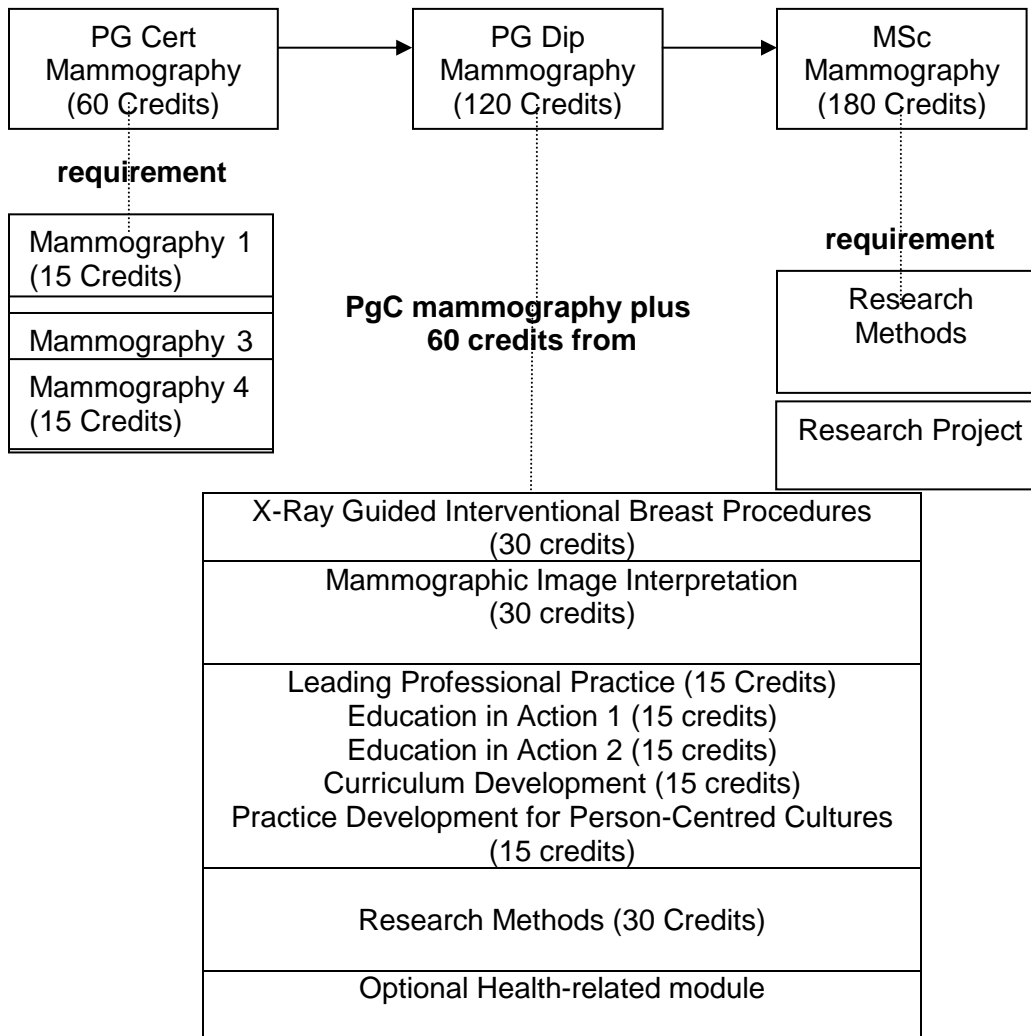 PG Cert
Mammography
(60 Credits)
PG Dip
Mammography
(120 Credits)
MSc
Mammography
(180 Credits)
requirement
Mammography 1
(15 Credits)
Mammography 3
Mammography 4
(15 Credits)
PgC mammography plus
60 credits from
requirement
Research
Methods
Research Project
X-Ray Guided Interventional Breast Procedures
(30 credits)
Mammographic Image Interpretation
(30 credits)
Leading Professional Practice (15 Credits)
Education in Action 1 (15 credits)
Education in Action 2 (15 credits)
Curriculum Development (15 credits)
Practice Development for Person-Centred Cultures
(15 credits)
Research Methods (30 Credits)
Optional Health-related module